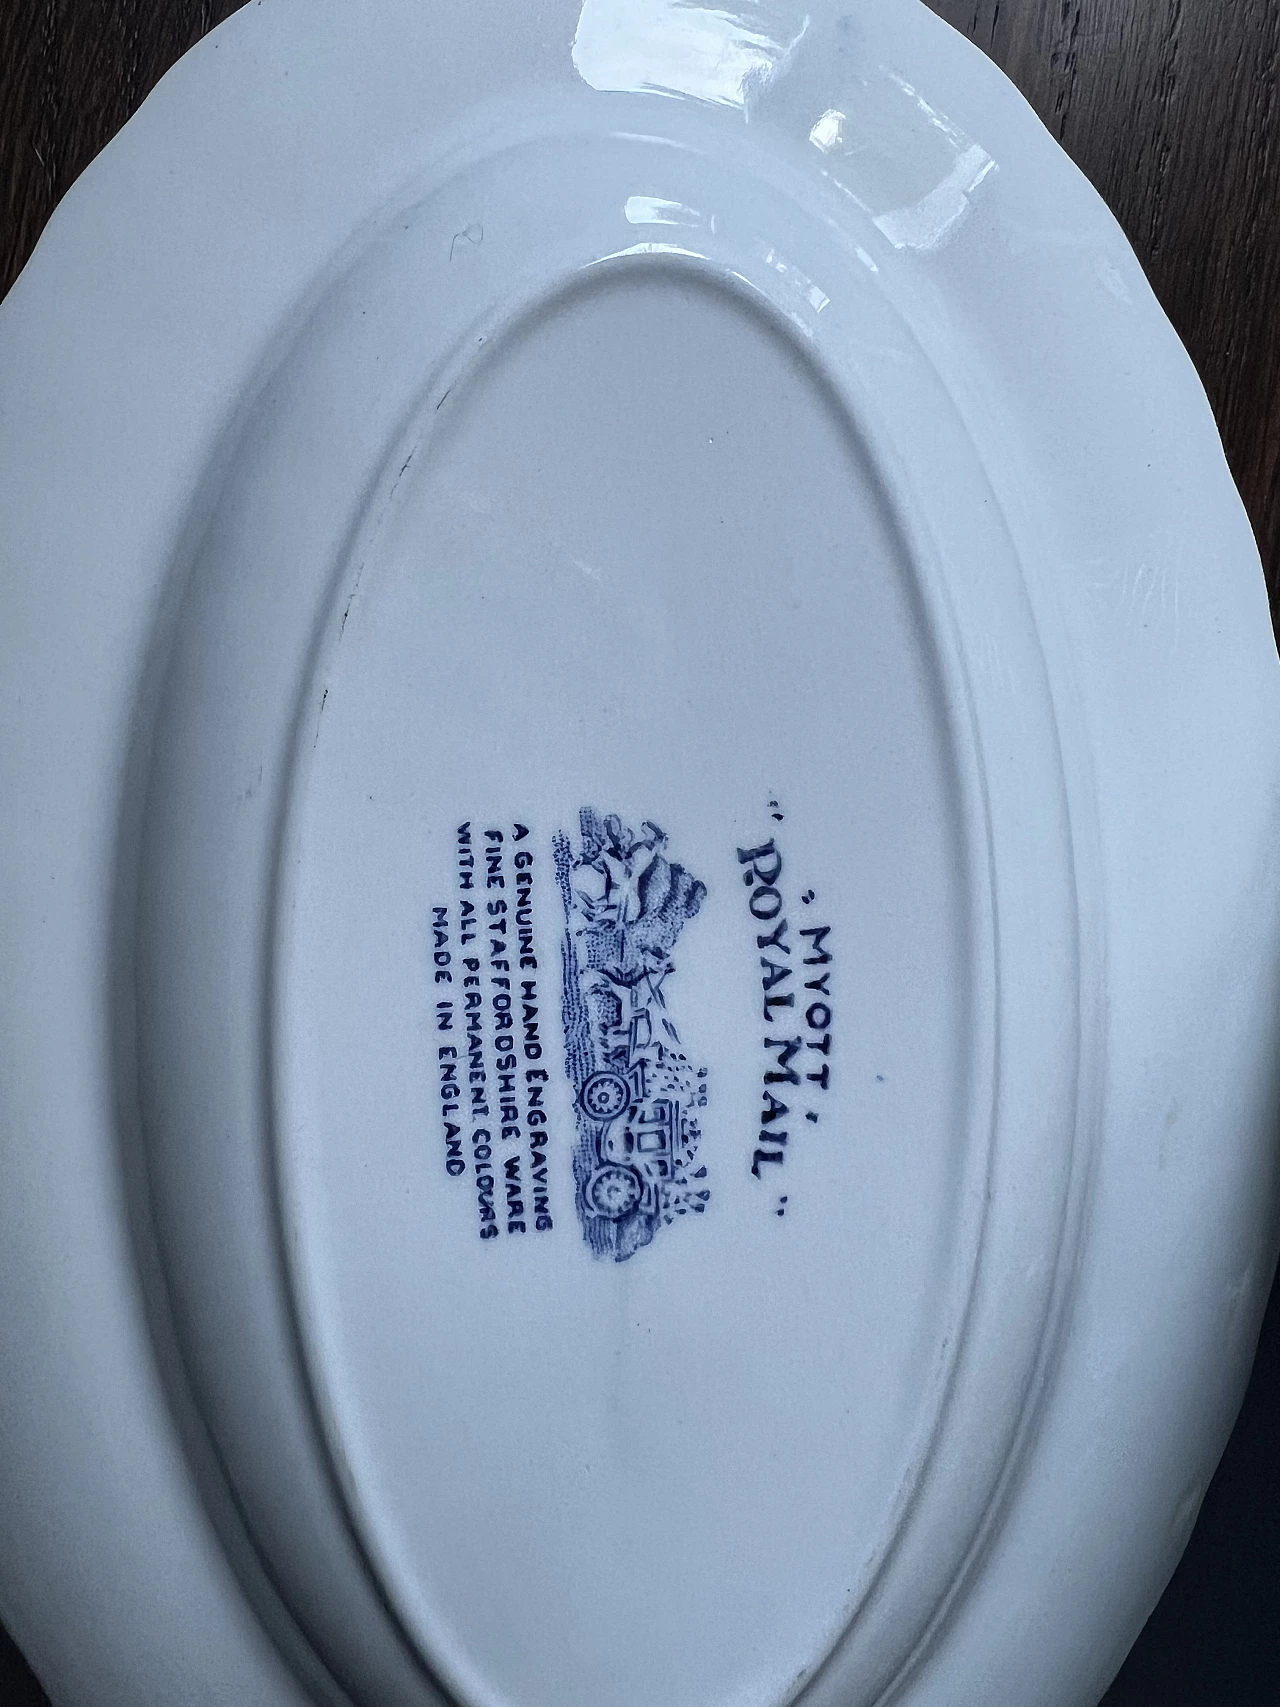 'MYOTT'
"ROYAL MAIL"
A GENUINE HAND ENGRAVING
FINE STAFFORDSHIRE WARE
WITH ALL PERMANENT COLOURS
MADE IN ENGLAND